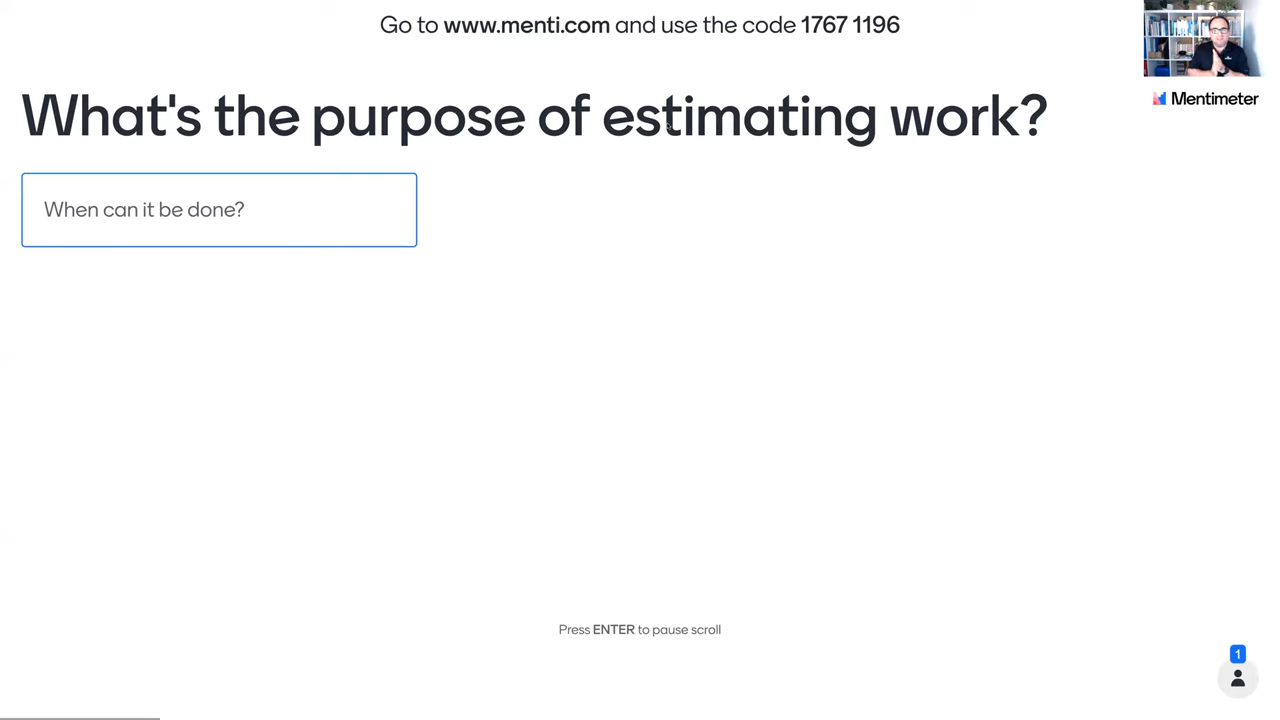 Go to www.menti.com and use the code 1767 1196
Mentimeter
What's the purpose of estimating work?
When can it be done?
Press ENTER to pause scroll
1